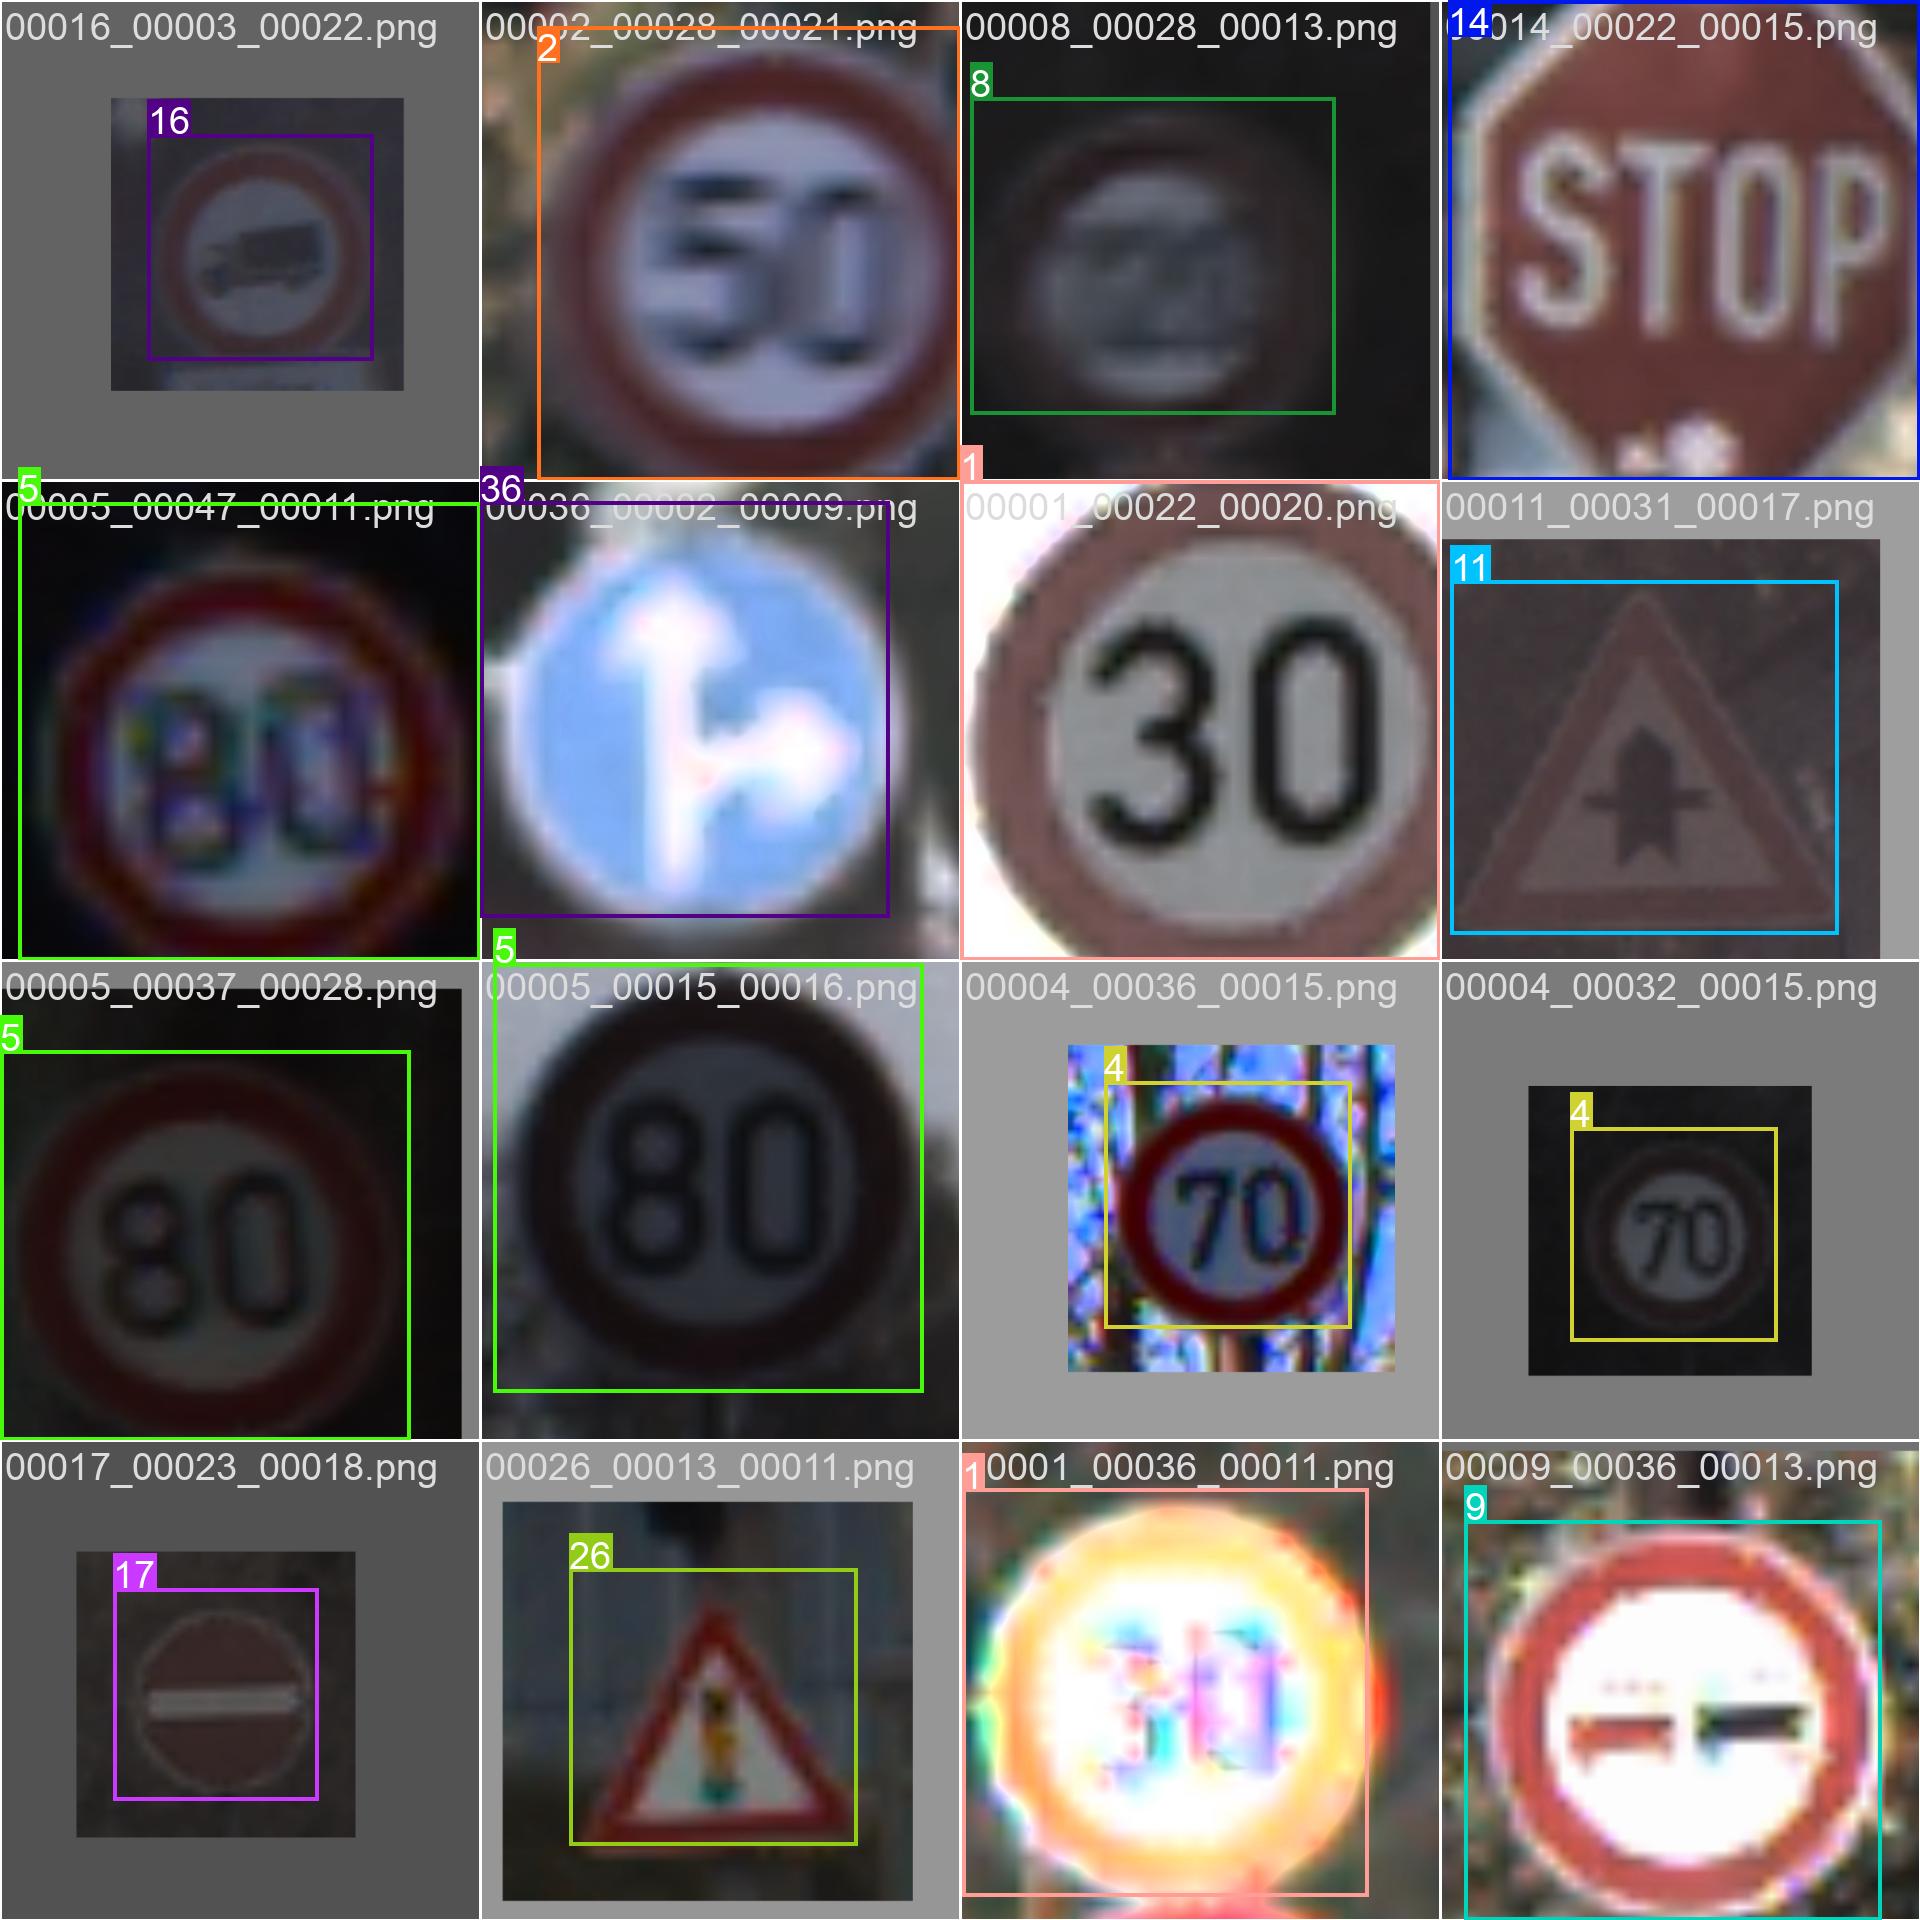 00016_00003_00022.png
16
00002_00028_00021.png
2
50
00008_00028_00013.png
8
00014_00022_00015.png
14
STOP
00005_00047_00011.png
5
80
00036_00002_00009.png
36
00001_00022_00020.png
1
30
00011_00031_00017.png
11
00005_00037_00028.png
5
80
00005_00015_00016.png
5
80
00004_00036_00015.png
4
70
00004_00032_00015.png
4
70
00017_00023_00018.png
17
00026_00013_00011.png
26
00001_00036_00011.png
1
30
00009_00036_00013.png
9